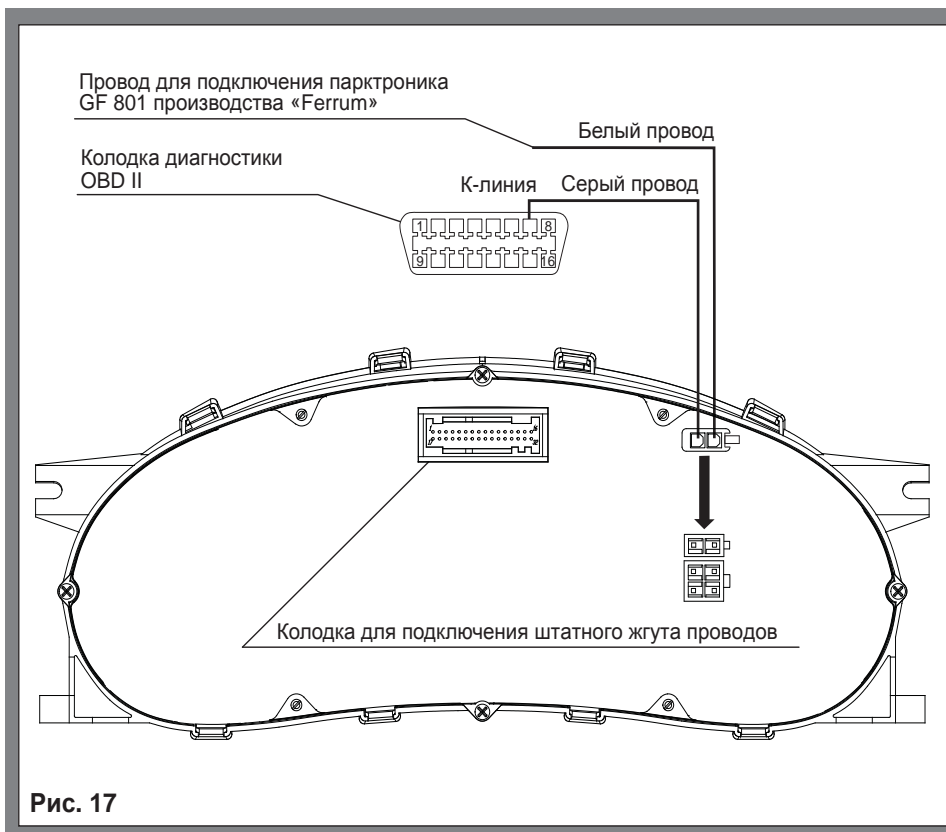 Провод для подключения парктроника
GF 801 производства «Ferrum»
Белый провод
Колодка диагностики
OBD II
К-линия
Серый провод
1
8
9
16
Колодка для подключения штатного жгута проводов
Рис. 17